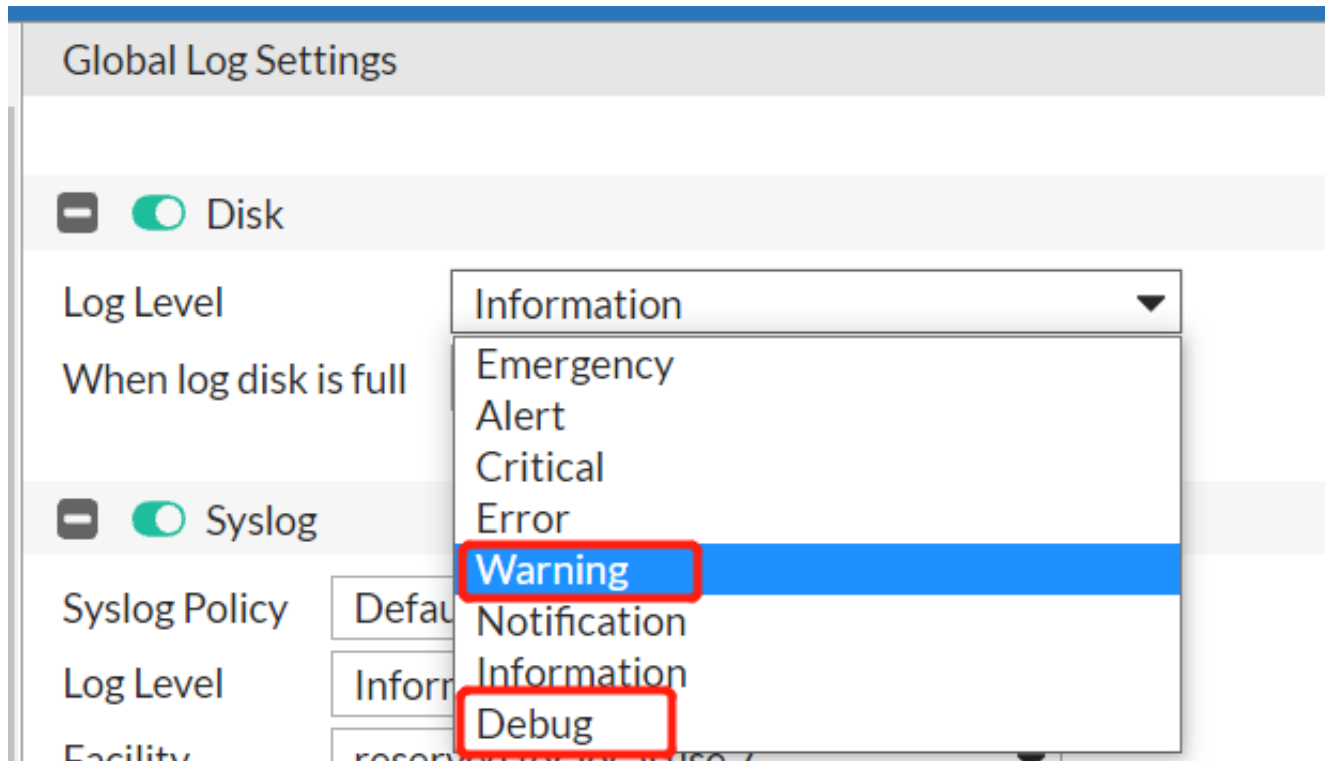 Global Log Settings
Disk
Log Level
Information
When log disk is full
Emergency
Alert
Critical
Error
Warning
Notification
Information
Debug
Syslog
Syslog Policy
Log Level
Facility